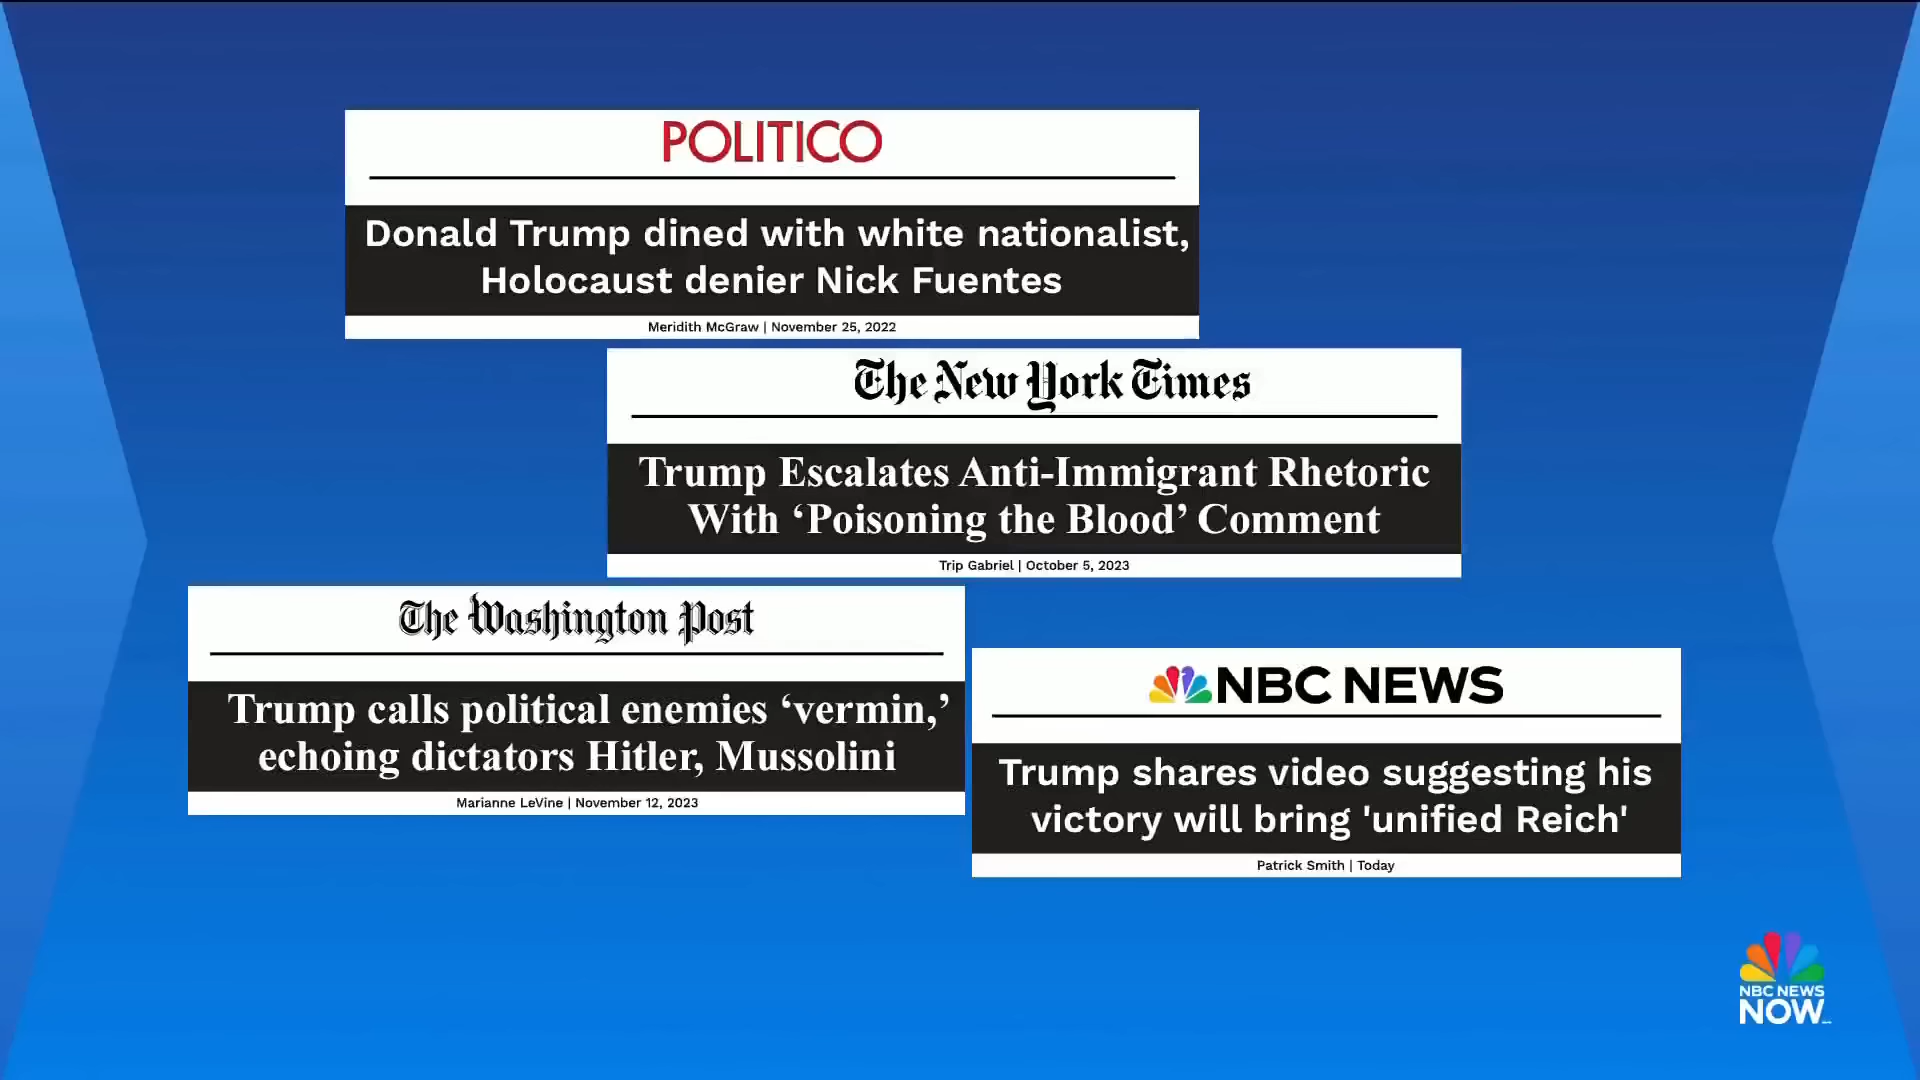 POLITICO
Donald Trump dined with white nationalist,
Holocaust denier Nick Fuentes
Meridith McGraw | November 25, 2022
The New York Times
Trump Escalates Anti-Immigrant Rhetoric
With ‘Poisoning the Blood’ Comment
Trip Gabriel | October 5, 2023
The Washington Post
Trump calls political enemies ‘vermin,’
echoing dictators Hitler, Mussolini
Marianne LeVine | November 12, 2023
NBC NEWS
Trump shares video suggesting his
victory will bring 'unified Reich'
Patrick Smith | Today
NBC NEWS
NOW